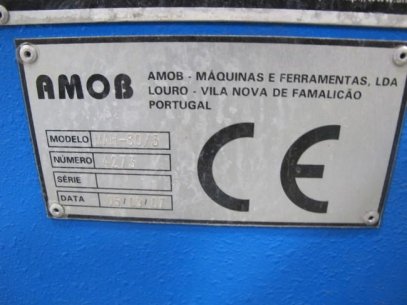 AMOB
AMOB - MÁQUINAS E FERRAMENTAS, LDA
LOURO - VILA NOVA DE FAMALICÃO
PORTUGAL
MODELO
NÚMERO
SÉRIE
DATA
CE